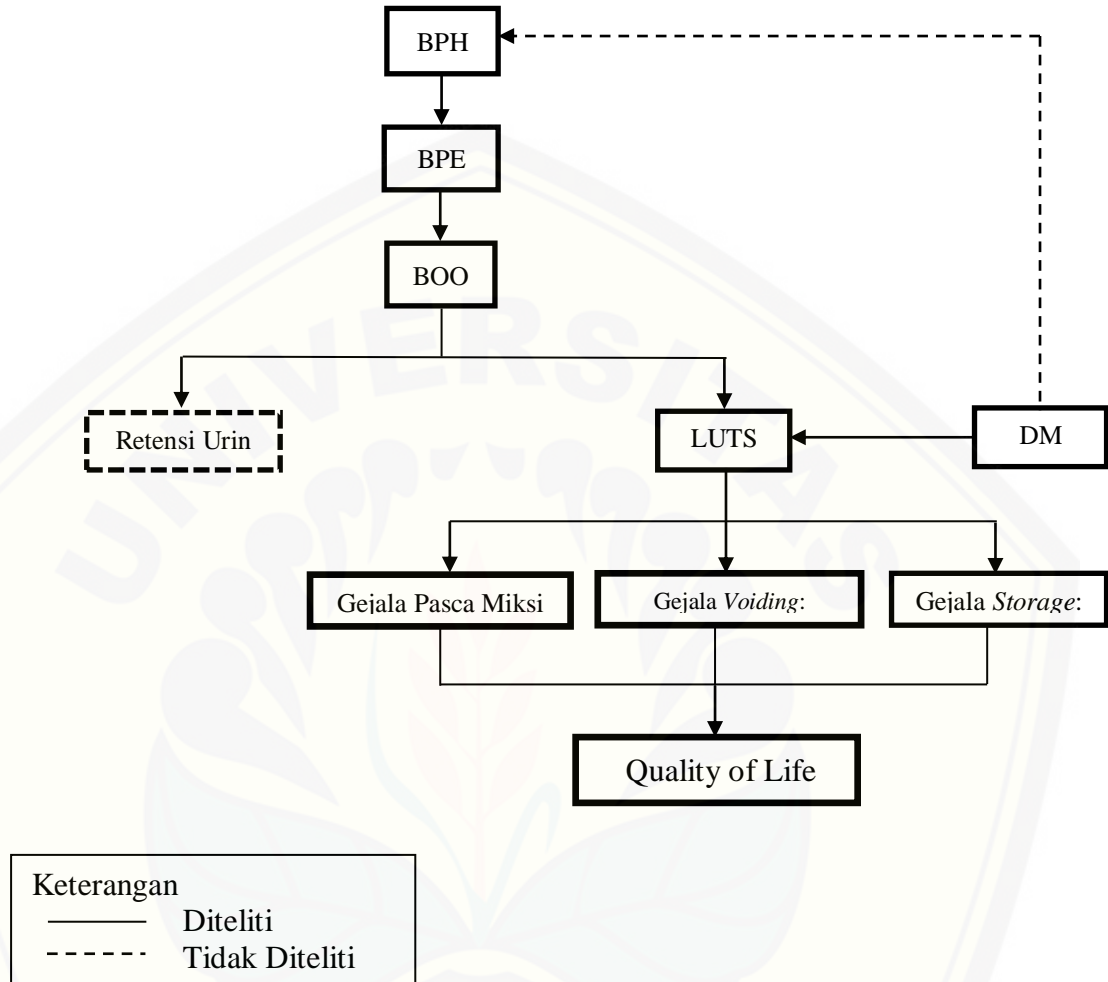 BPH
BPE
BOO
Retensi Urin
LUTS
DM
Gejala Pasca Miksi
Gejala Voiding:
Gejala Storage:
Quality of Life
Keterangan
Diteliti
Tidak Diteliti
UNIVERSITAS